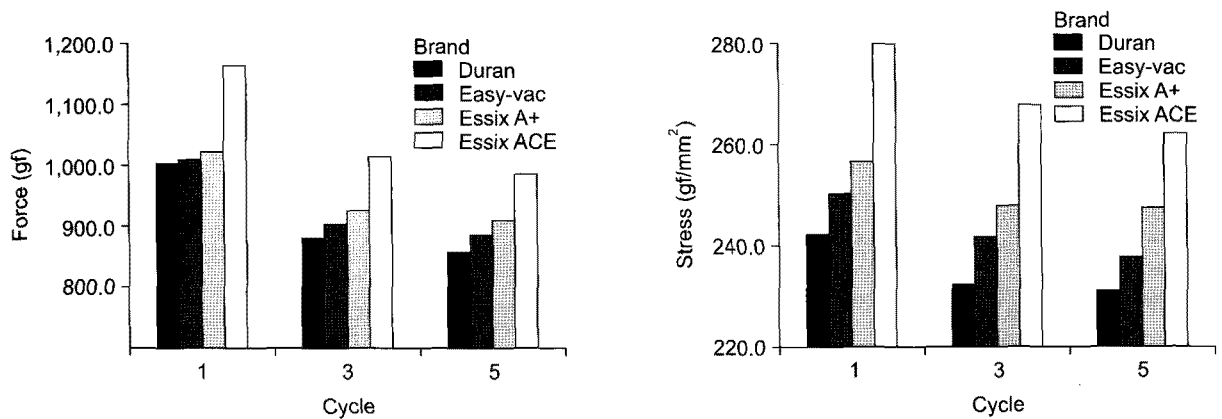 Force (gf)
1,200.0
1,100.0
1,000.0
900.0
800.0
Brand
Duran
Easy-vac
Essix A+
Essix ACE
1 3 5
Cycle
Stress (gf/mm²)
280.0
260.0
240.0
220.0
Brand
Duran
Easy-vac
Essix A+
Essix ACE
1 3 5
Cycle